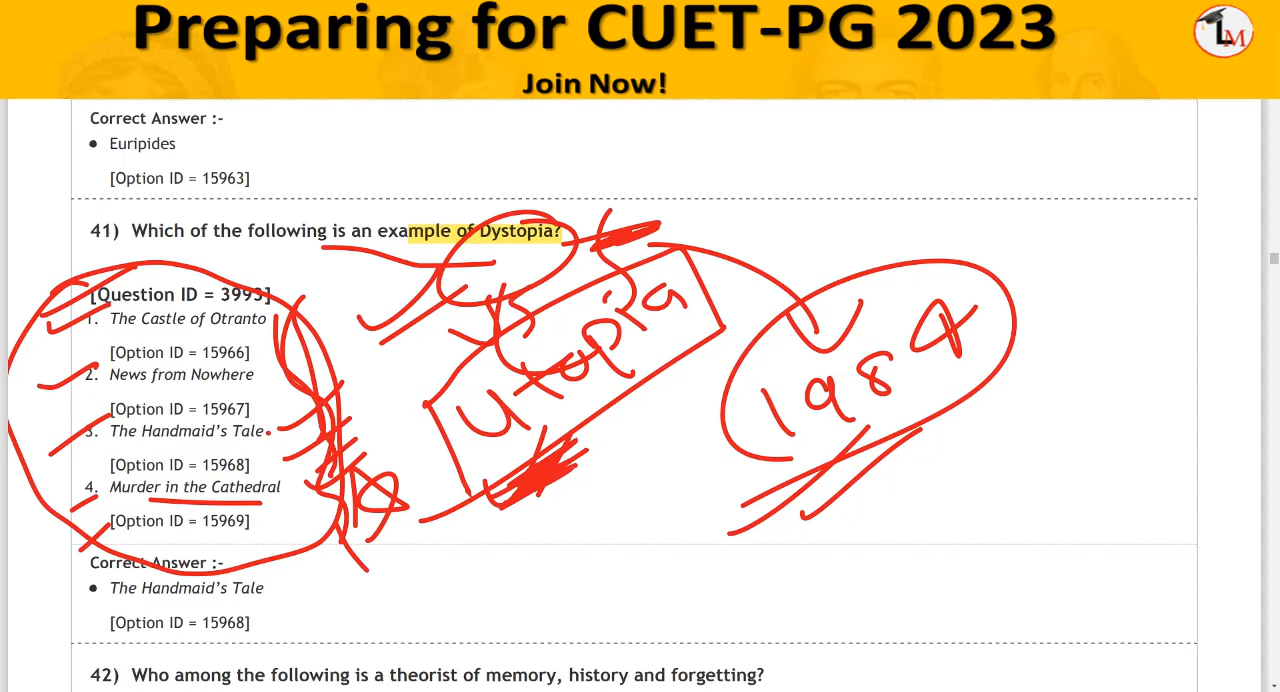 Preparing for CUET-PG 2023
Join Now!
LM
Correct Answer :-
• Euripides
[Option ID = 15963]
41) Which of the following is an example of Dystopia?
[Question ID = 3993]
1. The Castle of Otranto
[Option ID = 15966]
2. News from Nowhere
[Option ID = 15967]
3. The Handmaid's Tale.
[Option ID = 15968]
4. Murder in the Cathedral
[Option ID = 15969]
Utopia
1984
Correct Answer :-
• The Handmaid's Tale
[Option ID = 15968]
42) Who among the following is a theorist of memory, history and forgetting?